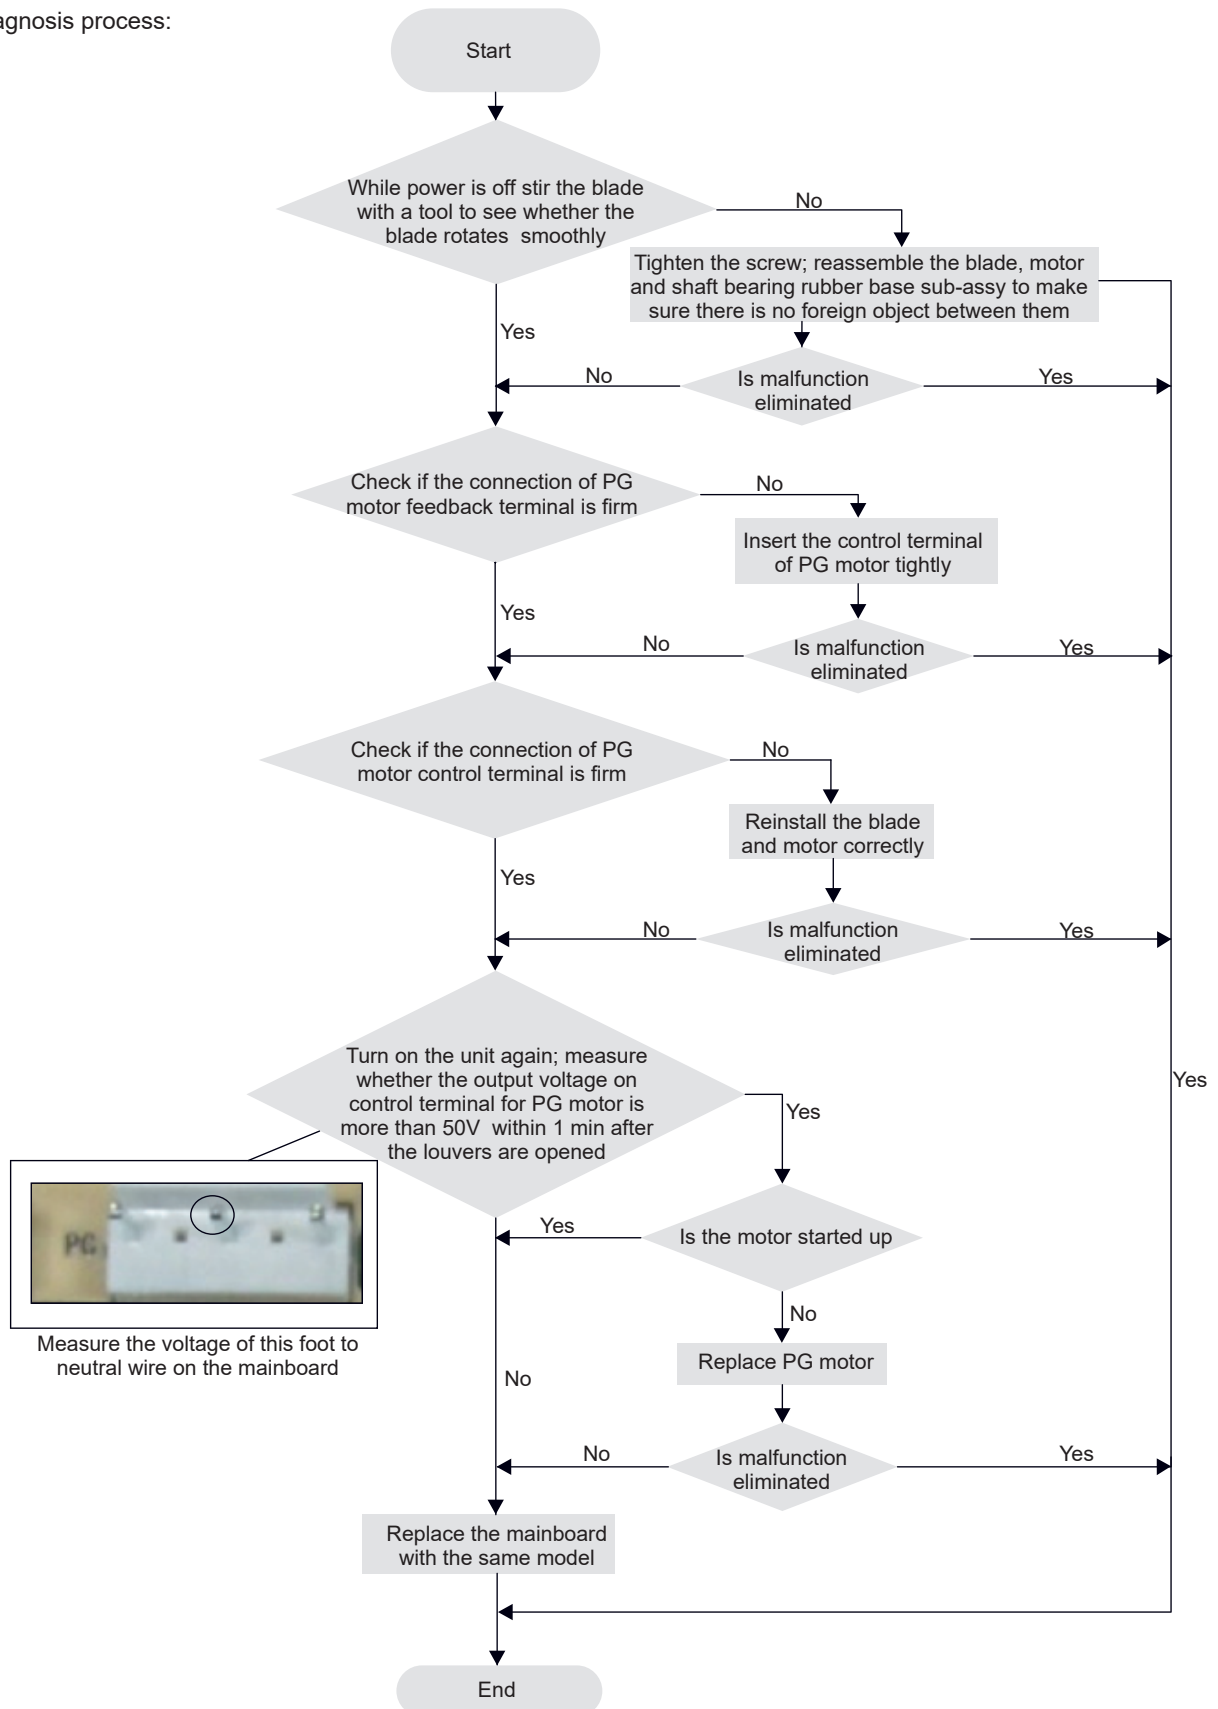 agnosis process:
Start
While power is off stir the blade
with a tool to see whether the
blade rotates smoothly
No
Tighten the screw; reassemble the blade, motor
and shaft bearing rubber base sub-assy to make
sure there is no foreign object between them
Yes
No
Is malfunction
eliminated
Yes
Check if the connection of PG
motor feedback terminal is firm
No
Insert the control terminal
of PG motor tightly
Yes
No
Is malfunction
eliminated
Yes
Check if the connection of PG
motor control terminal is firm
No
Reinstall the blade
and motor correctly
Yes
No
Is malfunction
eliminated
Yes
Turn on the unit again; measure
whether the output voltage on
control terminal for PG motor is
more than 50V within 1 min after
the louvers are opened
Yes
Yes
PG
Measure the voltage of this foot to
neutral wire on the mainboard
Yes
Is the motor started up
No
Replace PG motor
No
No
Is malfunction
eliminated
Yes
Replace the mainboard
with the same model
End